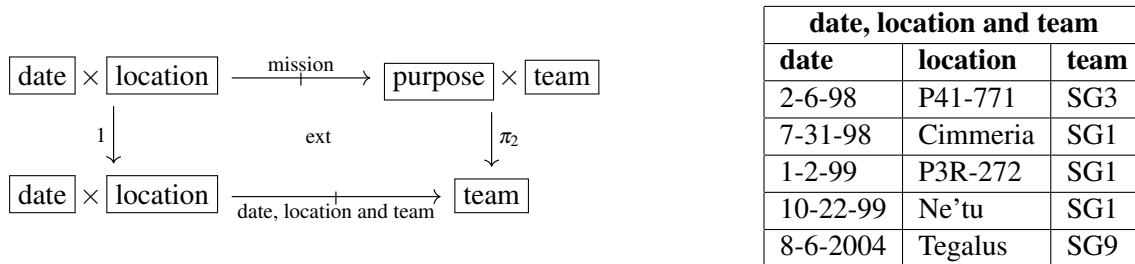 mission
date × location purpose × team
1 ext π₂
date × location team
date, location and team
date, location and team
date location team
2-6-98 P41-771 SG3
7-31-98 Cimmeria SG1
1-2-99 P3R-272 SG1
10-22-99 Ne'tu SG1
8-6-2004 Tegalus SG9